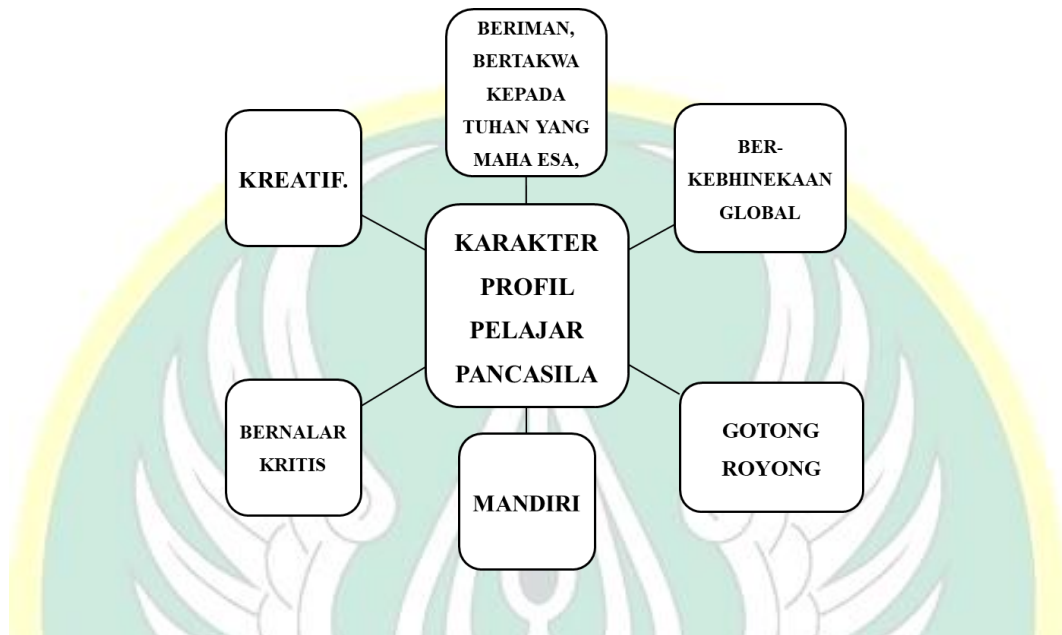 BERIMAN,
BERTAKWA
KEPADA
TUHAN YANG
MAHA ESA,
BER-
KEBHINEKAAN
GLOBAL
KREATIF.
KARAKTER
PROFIL
PELAJAR
PANCASILA
GOTONG
ROYONG
BERNALAR
KRITIS
MANDIRI